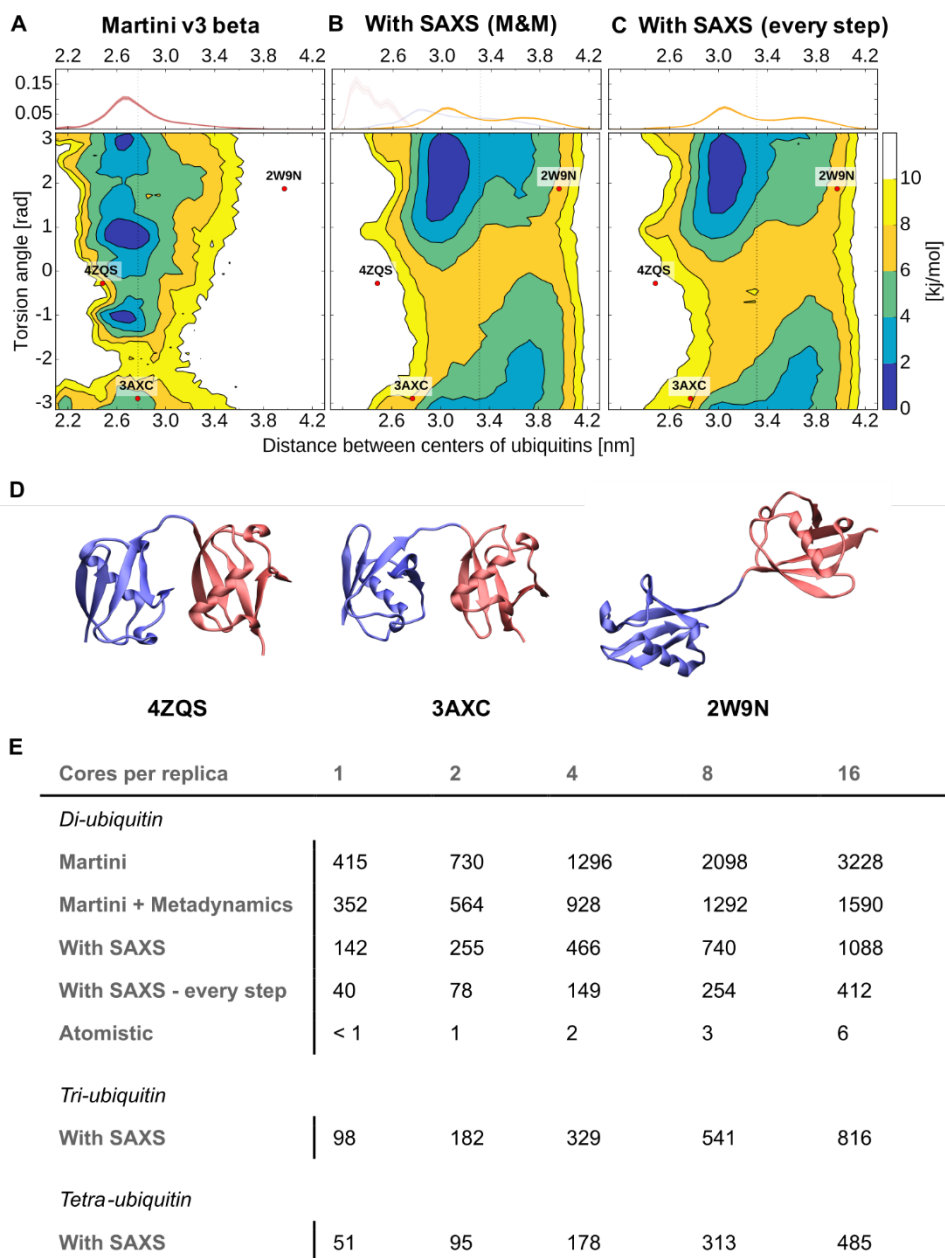 A Martini v3 beta B With SAXS (M&M) C With SAXS (every step)
2.2 2.6 3.0 3.4 3.8 4.2 2.6 3.0 3.4 3.8 4.2 2.6 3.0 3.4 3.8 4.2
0.15
0.05
3
2W9N 2W9N 2W9N
2
1
0
4ZQS 4ZQS 4ZQS
-1
-2
3AXC 3AXC 3AXC
-3
Torsion angle [rad]
10
8
6
4
2
0
[kj/mol]
2.2 2.6 3.0 3.4 3.8 4.2 2.6 3.0 3.4 3.8 4.2 2.6 3.0 3.4 3.8 4.2
Distance between centers of ubiquitins [nm]
D
4ZQS 3AXC 2W9N
E
Cores per replica 1 2 4 8 16
Di-ubiquitin
Martini 415 730 1296 2098 3228
Martini + Metadynamics 352 564 928 1292 1590
With SAXS 142 255 466 740 1088
With SAXS - every step 40 78 149 254 412
Atomistic < 1 1 2 3 6
Tri-ubiquitin
With SAXS 98 182 329 541 816
Tetra-ubiquitin
With SAXS 51 95 178 313 485